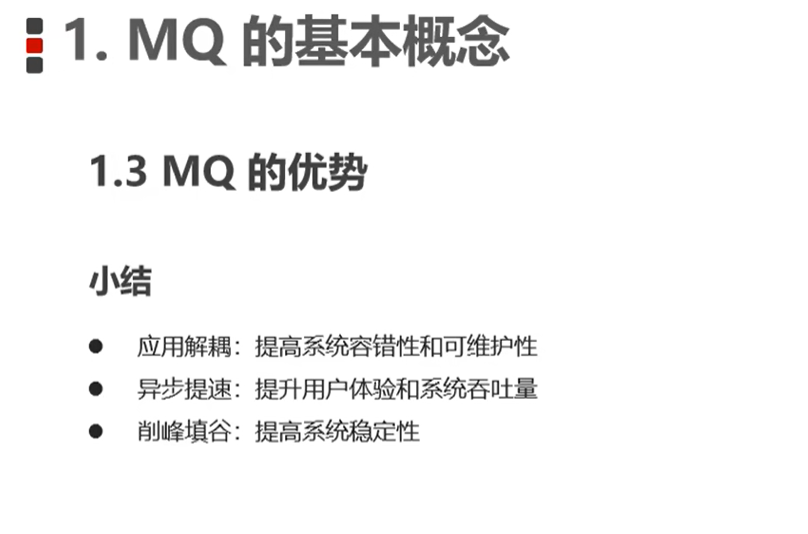 1. MQ 的基本概念
1.3 MQ 的优势
小结
● 应用解耦：提高系统容错性和可维护性
● 异步提速：提升用户体验和系统吞吐量
● 削峰填谷：提高系统稳定性